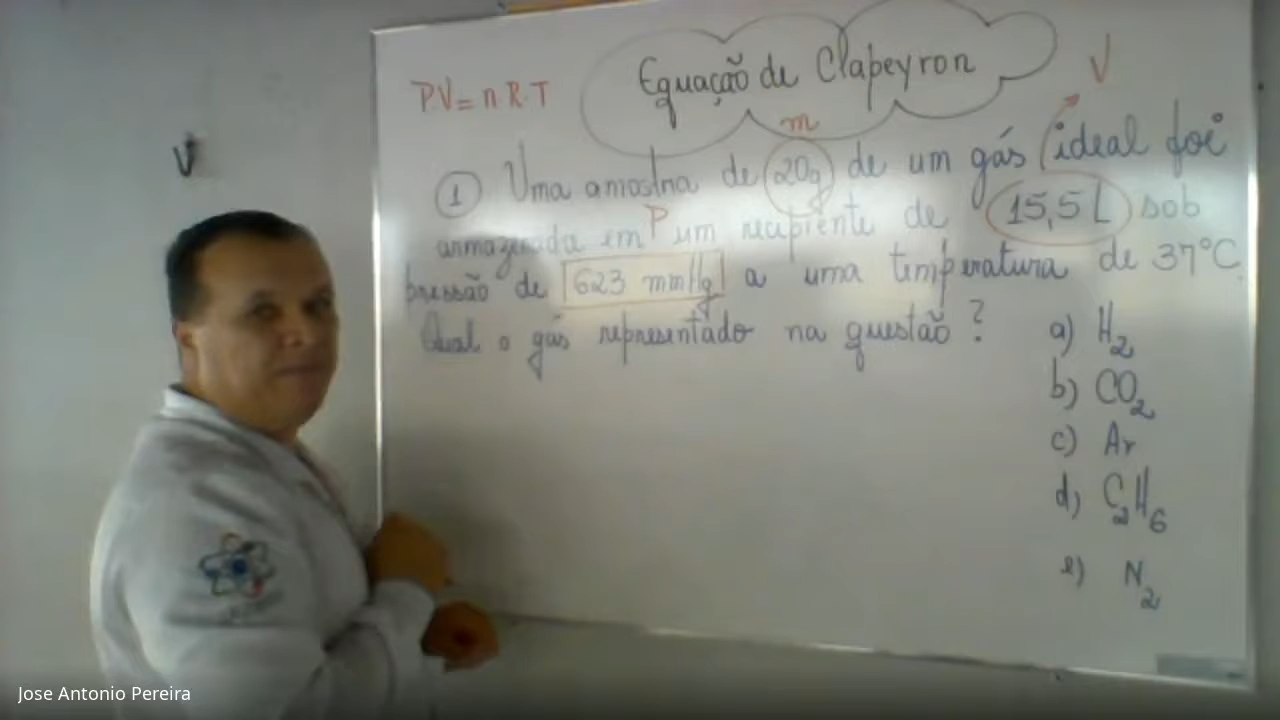 Equação de Clapeyron
PV = n R.T
V
m
① Uma amostra de 20g de um gás ideal foi
P
armazenada em um recipiente de 15,5 L sob
pressão de 623 mmHg a uma temperatura de 37°C.
Qual o gás representado na questão?
a) H2
b) CO2
c) Ar
d) C2H6
e) N2
Jose Antonio Pereira